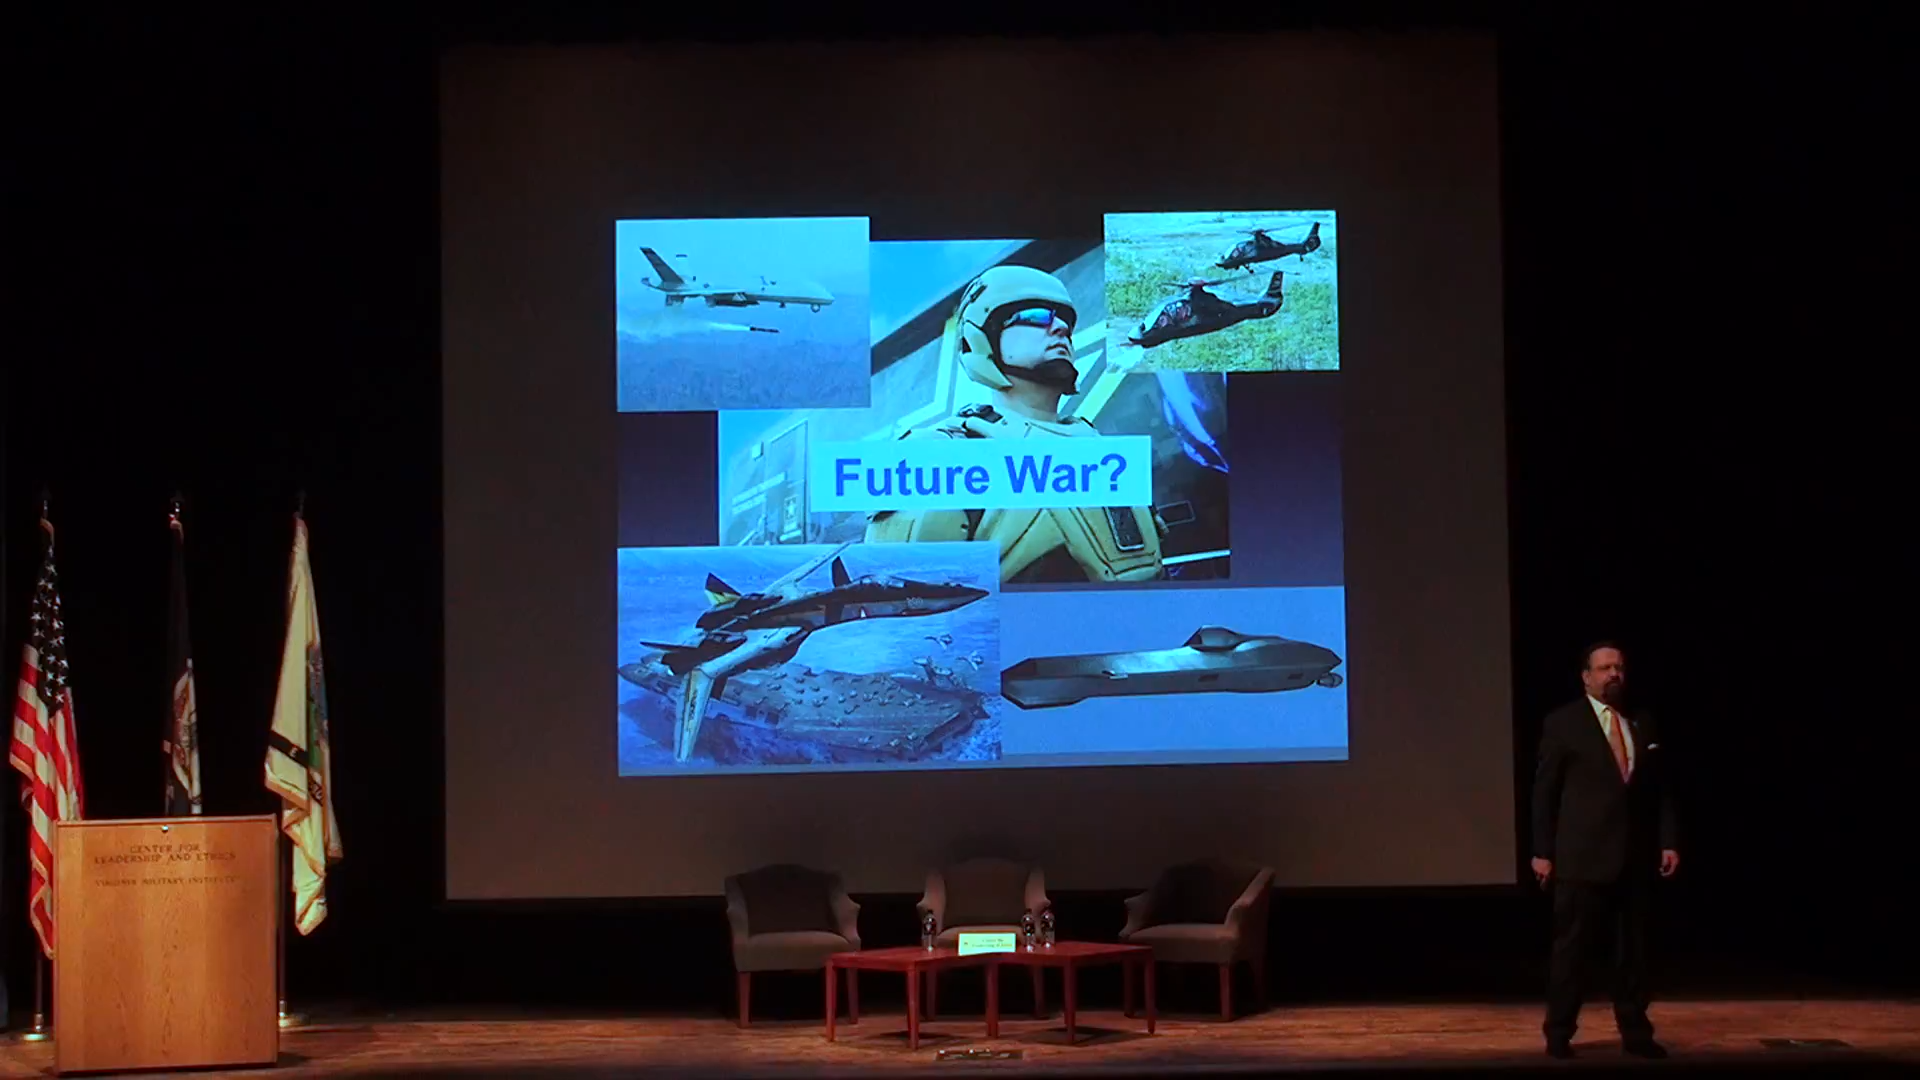 Future War?
CENTER FOR
LEADERSHIP AND ETHICS
VIRGINIA MILITARY INSTITUTE